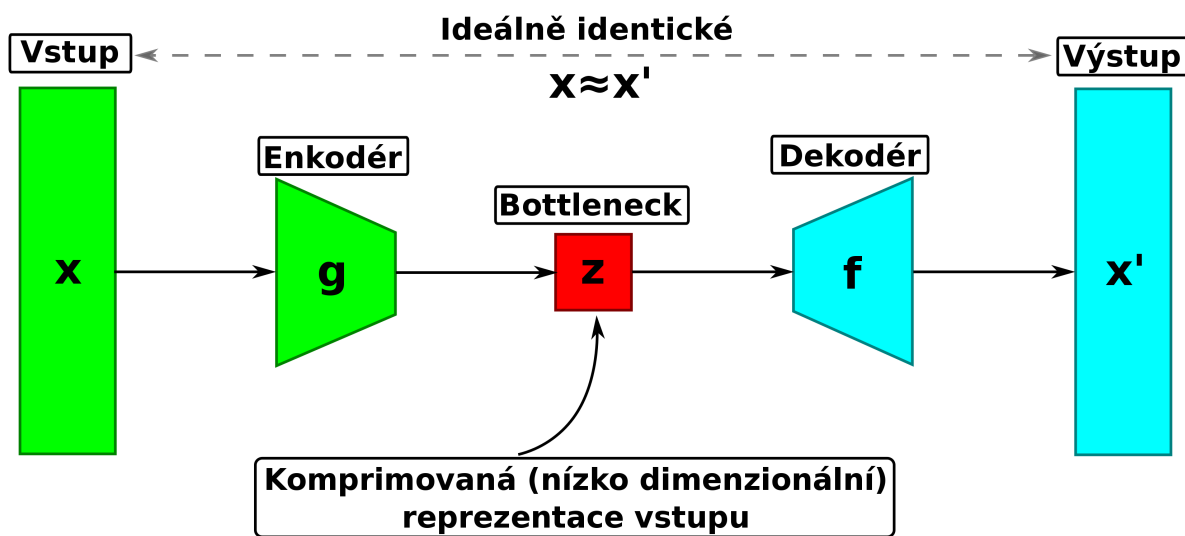 Ideálně identické
Vstup
Výstup
x≈x'
Enkodér
Dekodér
Bottleneck
x
g
z
f
x'
Komprimovaná (nízko dimenzionální)
reprezentace vstupu